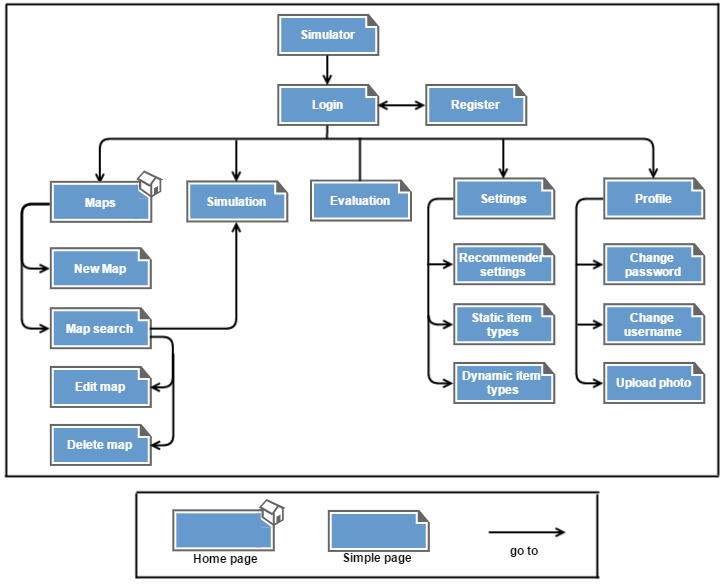 Simulator
Login
Register
Maps
Simulation
Evaluation
Settings
Profile
New Map
Recommender
settings
Change
password
Map search
Static item
types
Change
username
Edit map
Dynamic item
types
Upload photo
Delete map
Home page
Simple page
go to